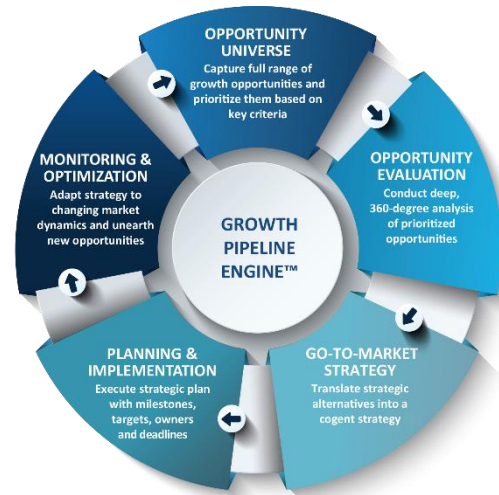 OPPORTUNITY
UNIVERSE
Capture full range of
growth opportunities and
prioritize them based on
key criteria
OPPORTUNITY
EVALUATION
Conduct deep,
360-degree analysis
of prioritized
opportunities
GO-TO-MARKET
STRATEGY
Translate strategic
alternatives into a
cogent strategy
PLANNING &
IMPLEMENTATION
Execute strategic plan
with milestones,
targets, owners
and deadlines
MONITORING &
OPTIMIZATION
Adapt strategy to
changing market
dynamics and unearth
new opportunities
GROWTH
PIPELINE
ENGINE™